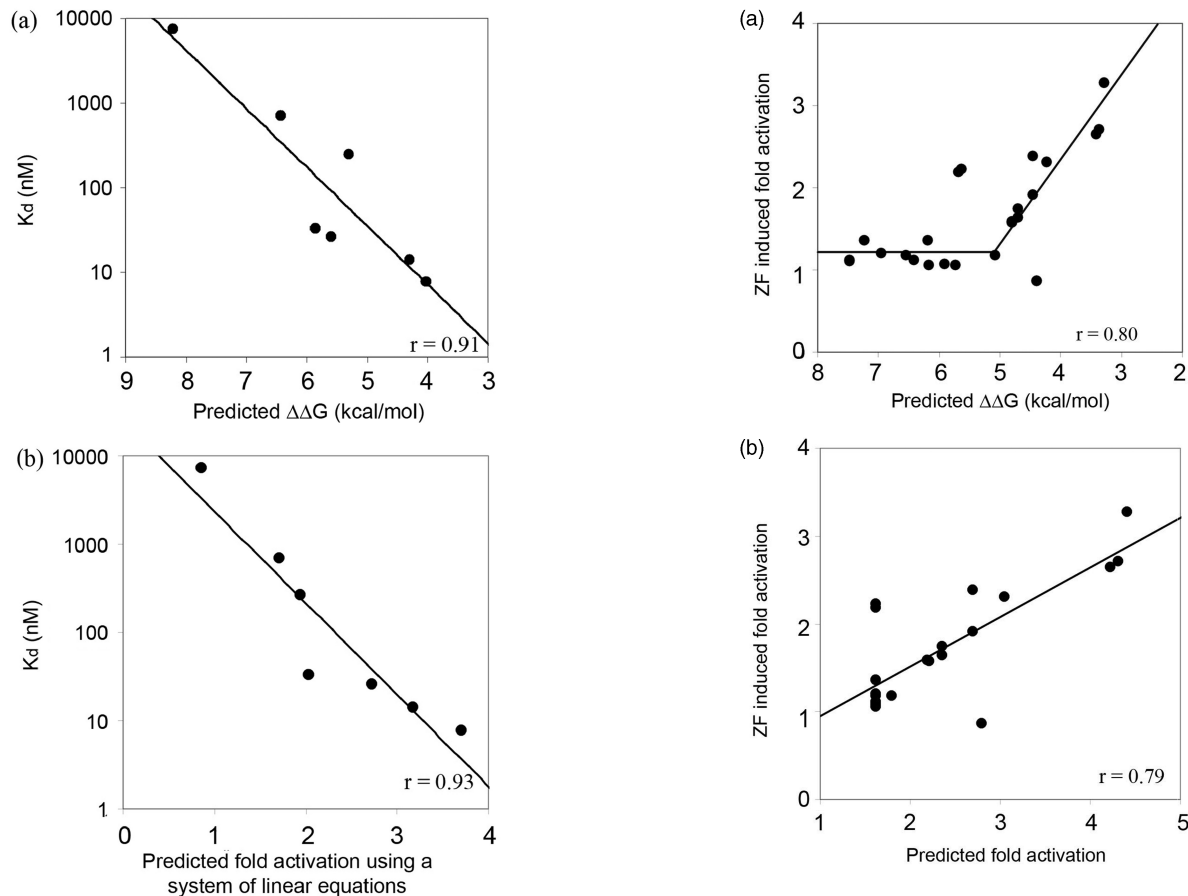 (a)
10000
1000
100
10
1
Kd (nM)
r = 0.91
9 8 7 6 5 4 3
Predicted ΔΔG (kcal/mol)
(a)
4
3
2
1
0
ZF induced fold activation
r = 0.80
8 7 6 5 4 3 2
Predicted ΔΔG (kcal/mol)
(b)
10000
1000
100
10
1
Kd (nM)
r = 0.93
0 1 2 3 4
Predicted fold activation using a
system of linear equations
(b)
4
3
2
1
0
ZF induced fold activation
r = 0.79
1 2 3 4 5
Predicted fold activation